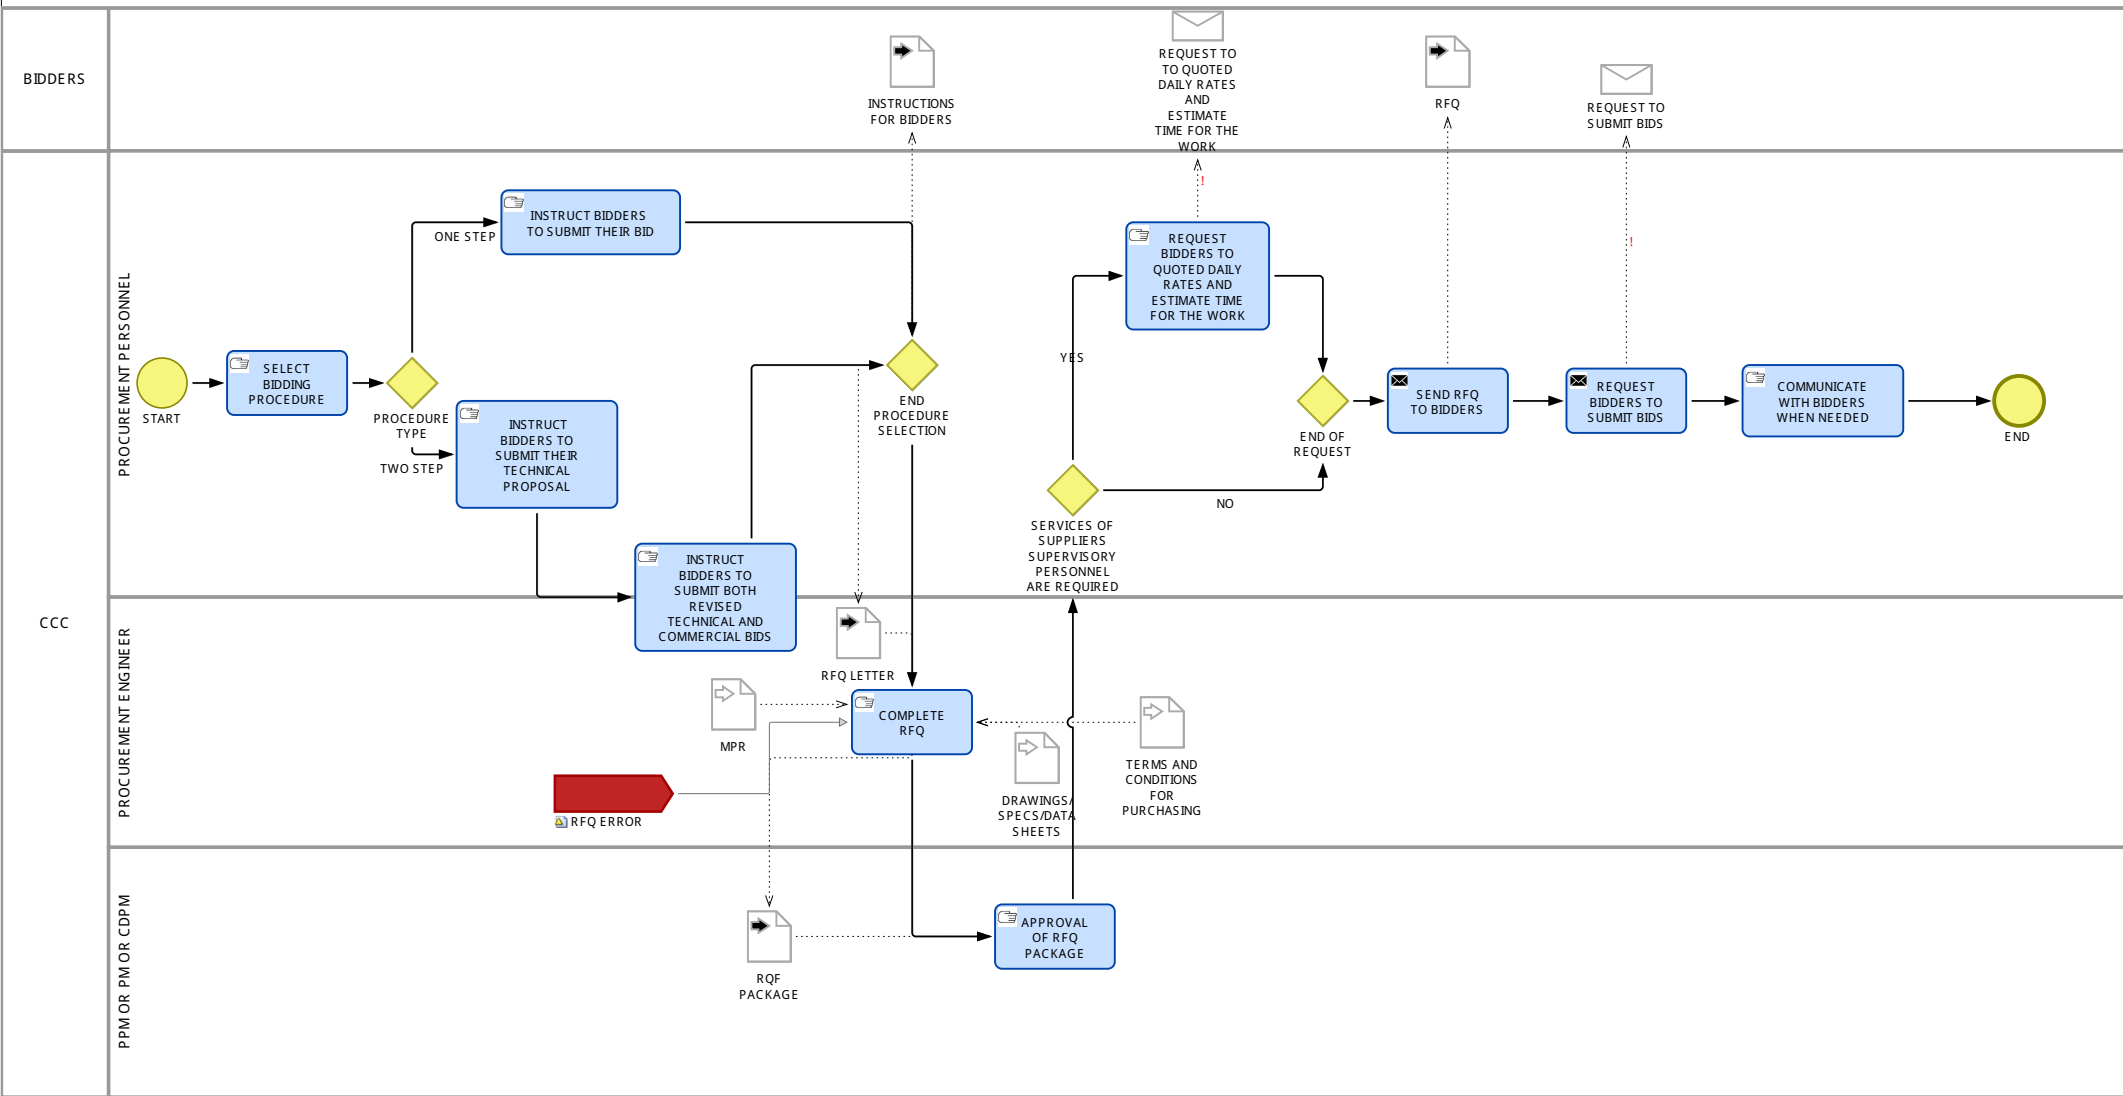 BIDDERS
INSTRUCTIONS
FOR BIDDERS
REQUEST TO
TO QUOTED
DAILY RATES
AND
ESTIMATE
TIME FOR THE
WORK
RFQ
REQUEST TO
SUBMIT BIDS
CCC
PROCUREMENT PERSONNEL
START
SELECT
BIDDING
PROCEDURE
PROCEDURE
TYPE
ONE STEP
INSTRUCT BIDDERS
TO SUBMIT THEIR BID
TWO STEP
INSTRUCT
BIDDERS TO
SUBMIT THEIR
TECHNICAL
PROPOSAL
INSTRUCT
BIDDERS TO
SUBMIT BOTH
REVISED
TECHNICAL AND
COMMERCIAL BIDS
END
PROCEDURE
SELECTION
!
REQUEST
BIDDERS TO
QUOTED DAILY
RATES AND
ESTIMATE TIME
FOR THE WORK
YES
SERVICES OF
SUPPLIERS
SUPERVISORY
PERSONNEL
ARE REQUIRED
NO
END OF
REQUEST
SEND RFQ
TO BIDDERS
!
REQUEST
BIDDERS TO
SUBMIT BIDS
COMMUNICATE
WITH BIDDERS
WHEN NEEDED
END
PROCUREMENT ENGINEER
RFQ LETTER
MPR
COMPLETE
RFQ
RFQ ERROR
DRAWINGS/
SPECS/DATA
SHEETS
TERMS AND
CONDITIONS
FOR
PURCHASING
PPM OR PM OR CDPM
RQF
PACKAGE
APPROVAL
OF RFQ
PACKAGE